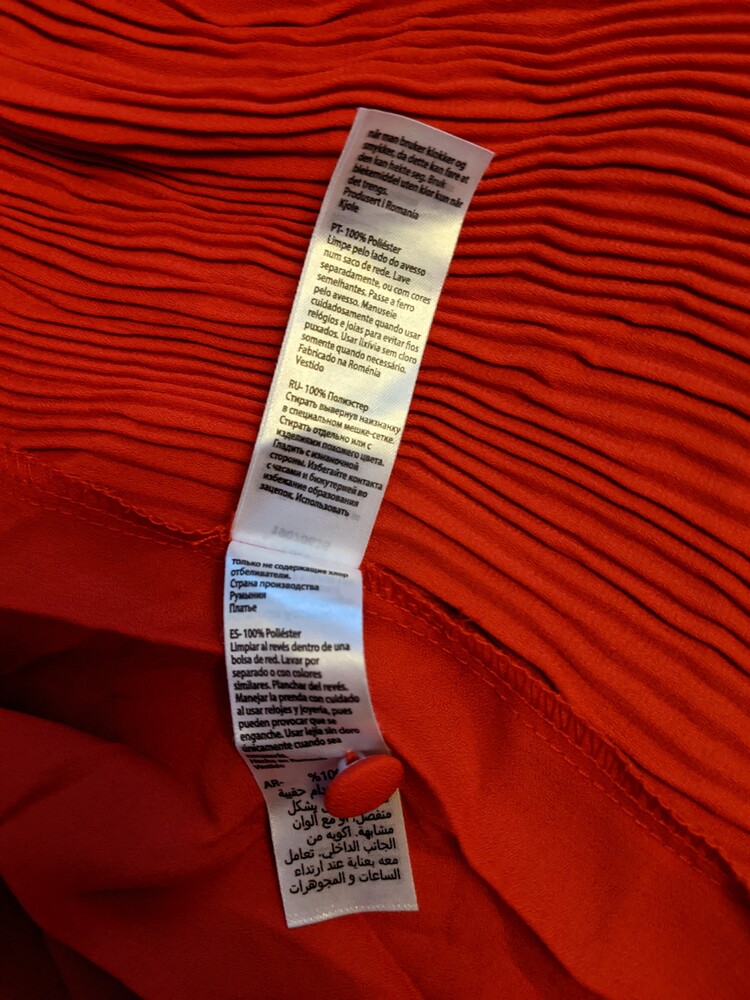 når man bruker klokker og
smykker, da dette kan føre at
den kan hekte seg. Bruk
blekemiddel uten klor kun når
det trengs.
Produsert i Romania
Kjole
PT- 100% Poliéster
Limpe pelo lado do avesso
num saco de rede. Lave
separadamente, ou com cores
semelhantes. Passe a ferro
pelo avesso. Manuseie
cuidadosamente quando usar
relógios e joias para evitar fios
puxados. Usar lixívia sem cloro
somente quando necessário.
Fabricado na Roménia
Vestido
RU- 100% Полиэстер
Стирать вывернув наизнанку
в специальном мешке-сетке.
Стирать отдельно или с
изделиями похожего цвета.
Гладить с изнаночной
стороны. Избегайте контакта
с часами и бижутерией во
избежание образования
зацепок. Использовать
только не содержащие хлор
отбеливатели.
Страна производства
Румыния
Платье
ES- 100% Poliéster
Limpiar al revés dentro de una
bolsa de red. Lavar por
separado o con colores
similares. Planchar del revés.
Manejar la prenda con cuidado
al usar relojes y joyería, pues
pueden provocar que se
enganche. Usar lejía sin cloro
únicamente cuando sea
Vestido
AR-
حقيبة
بشكل
منفصل، أو مع ألوان
مشابهة. اكويه من
الجانب الداخلي. تعامل
معه بعناية عند ارتداء
الساعات و المجوهرات